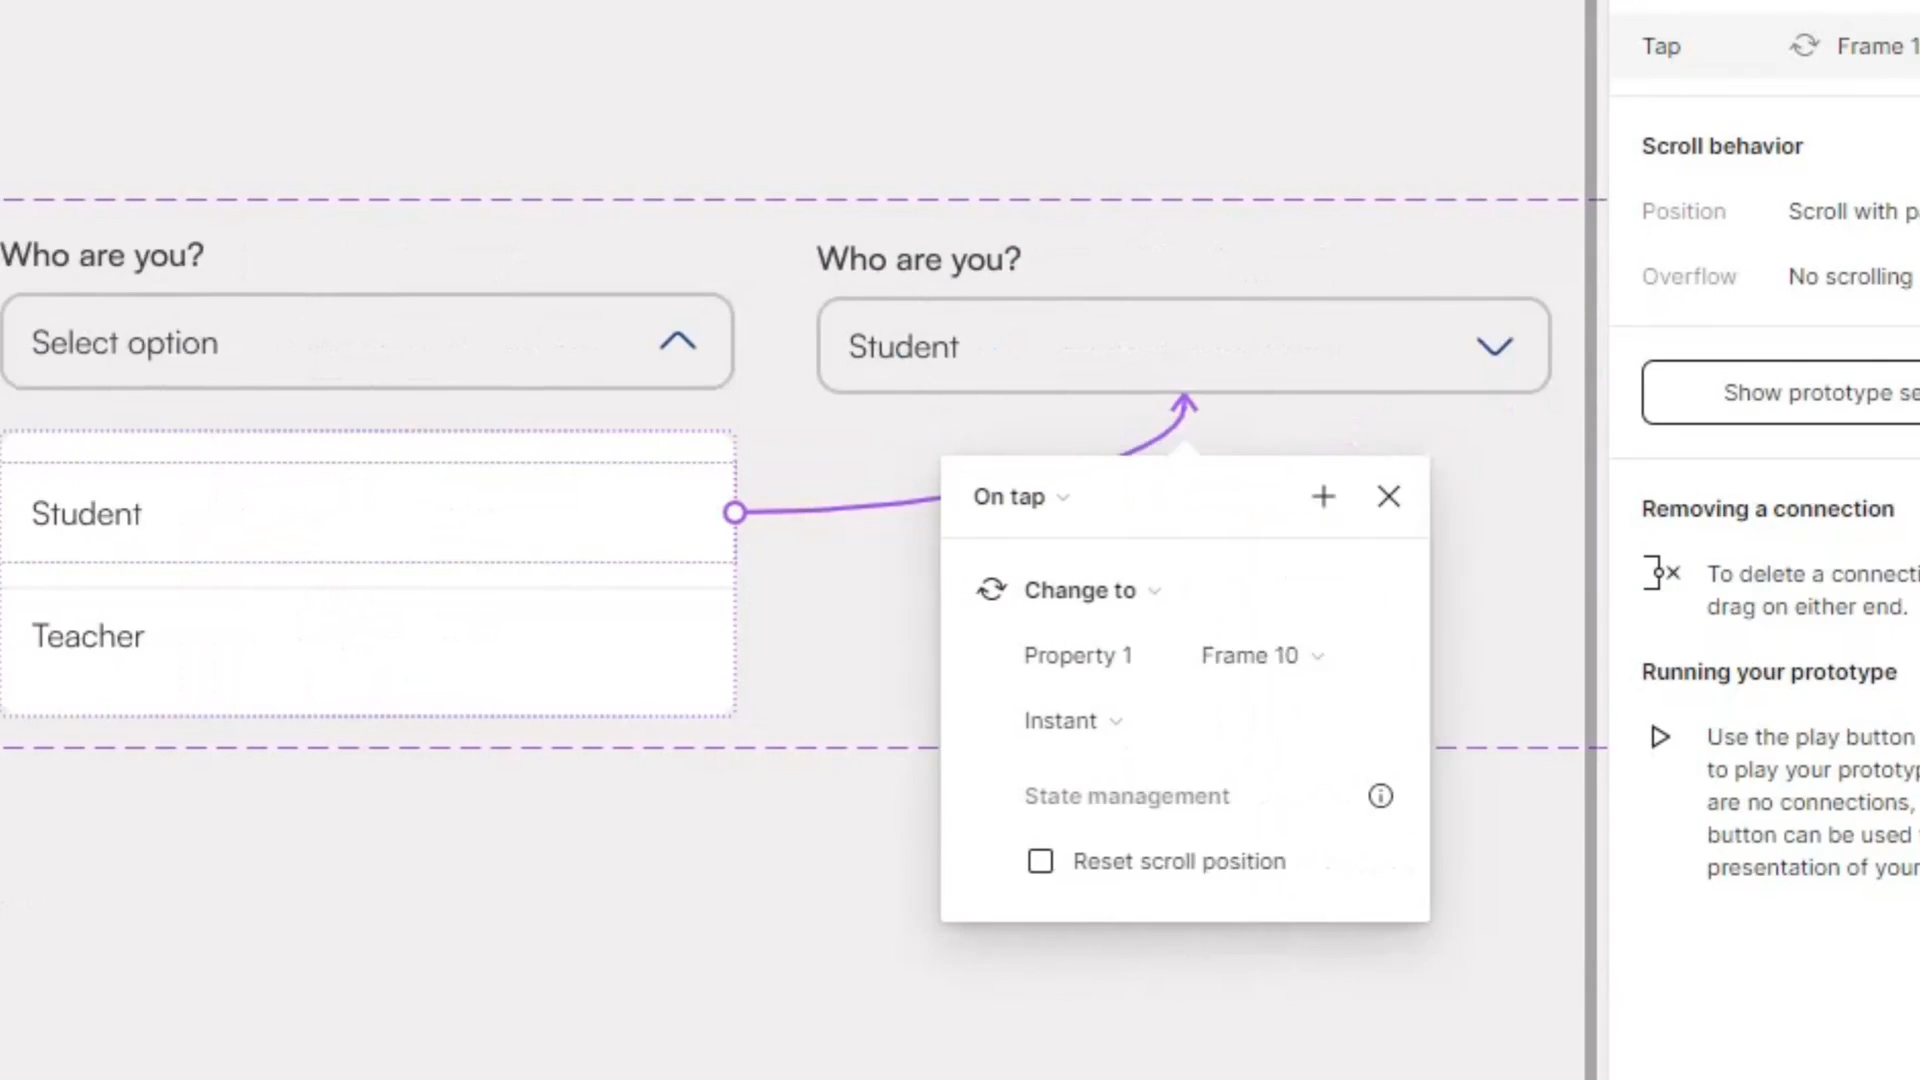 Who are you?
Select option
Student
Teacher
Who are you?
Student
On tap
Change to
Property 1 Frame 10
Instant
State management
Reset scroll position
Tap Frame 1
Scroll behavior
Position Scroll with
Overflow No scrolling
Show prototype
Removing a connection
To delete a
drag on either end.
Running your prototype
Use the play button
to play your
are no connections,
button can be used
presentation of your